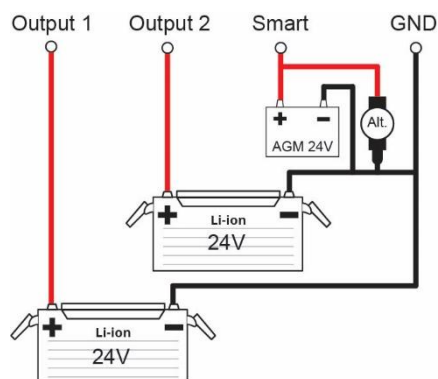 Output 1 Output 2 Smart GND
+ − Alt.
AGM 24V
+ Li-ion −
24V
+ Li-ion −
24V